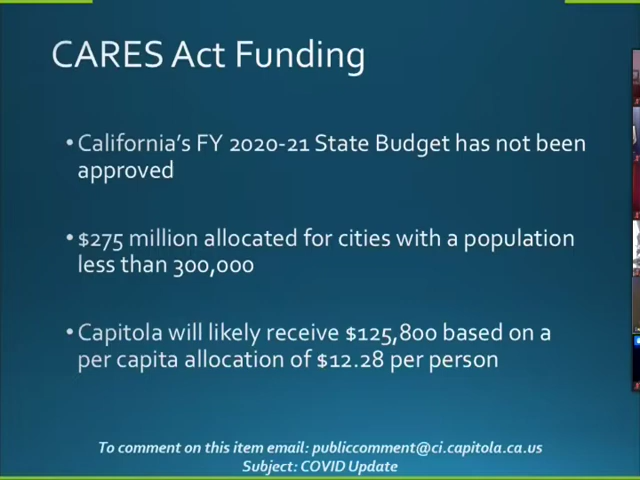 CARES Act Funding
•California's FY 2020-21 State Budget has not been
approved
•$275 million allocated for cities with a population
less than 300,000
•Capitola will likely receive $125,800 based on a
per capita allocation of $12.28 per person
To comment on this item email: publiccomment@ci.capitola.ca.us
Subject: COVID Update